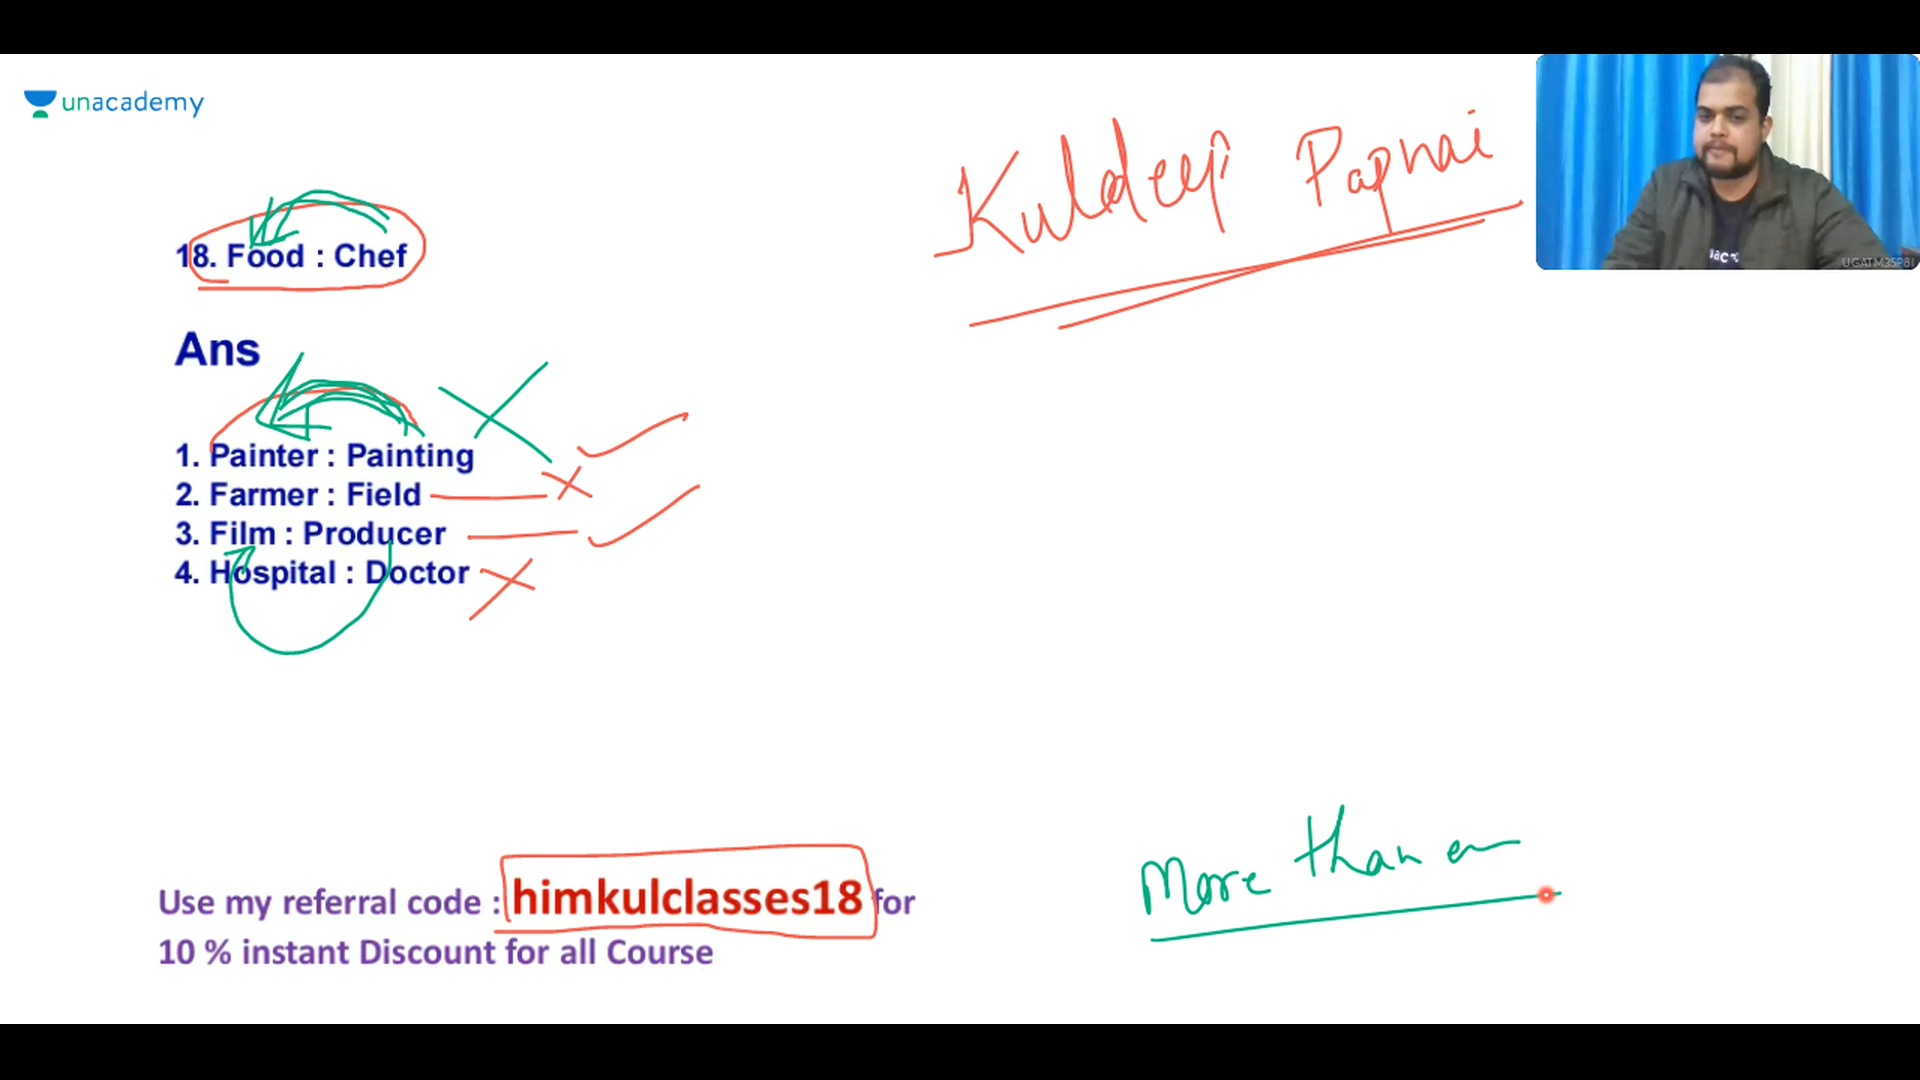 unacademy
Kuldeep Papnai
UGATM35P8I
18. Food : Chef
Ans
1. Painter : Painting
2. Farmer : Field
3. Film : Producer
4. Hospital : Doctor
More than
Use my referral code : himkulclasses18 for
10 % instant Discount for all Course